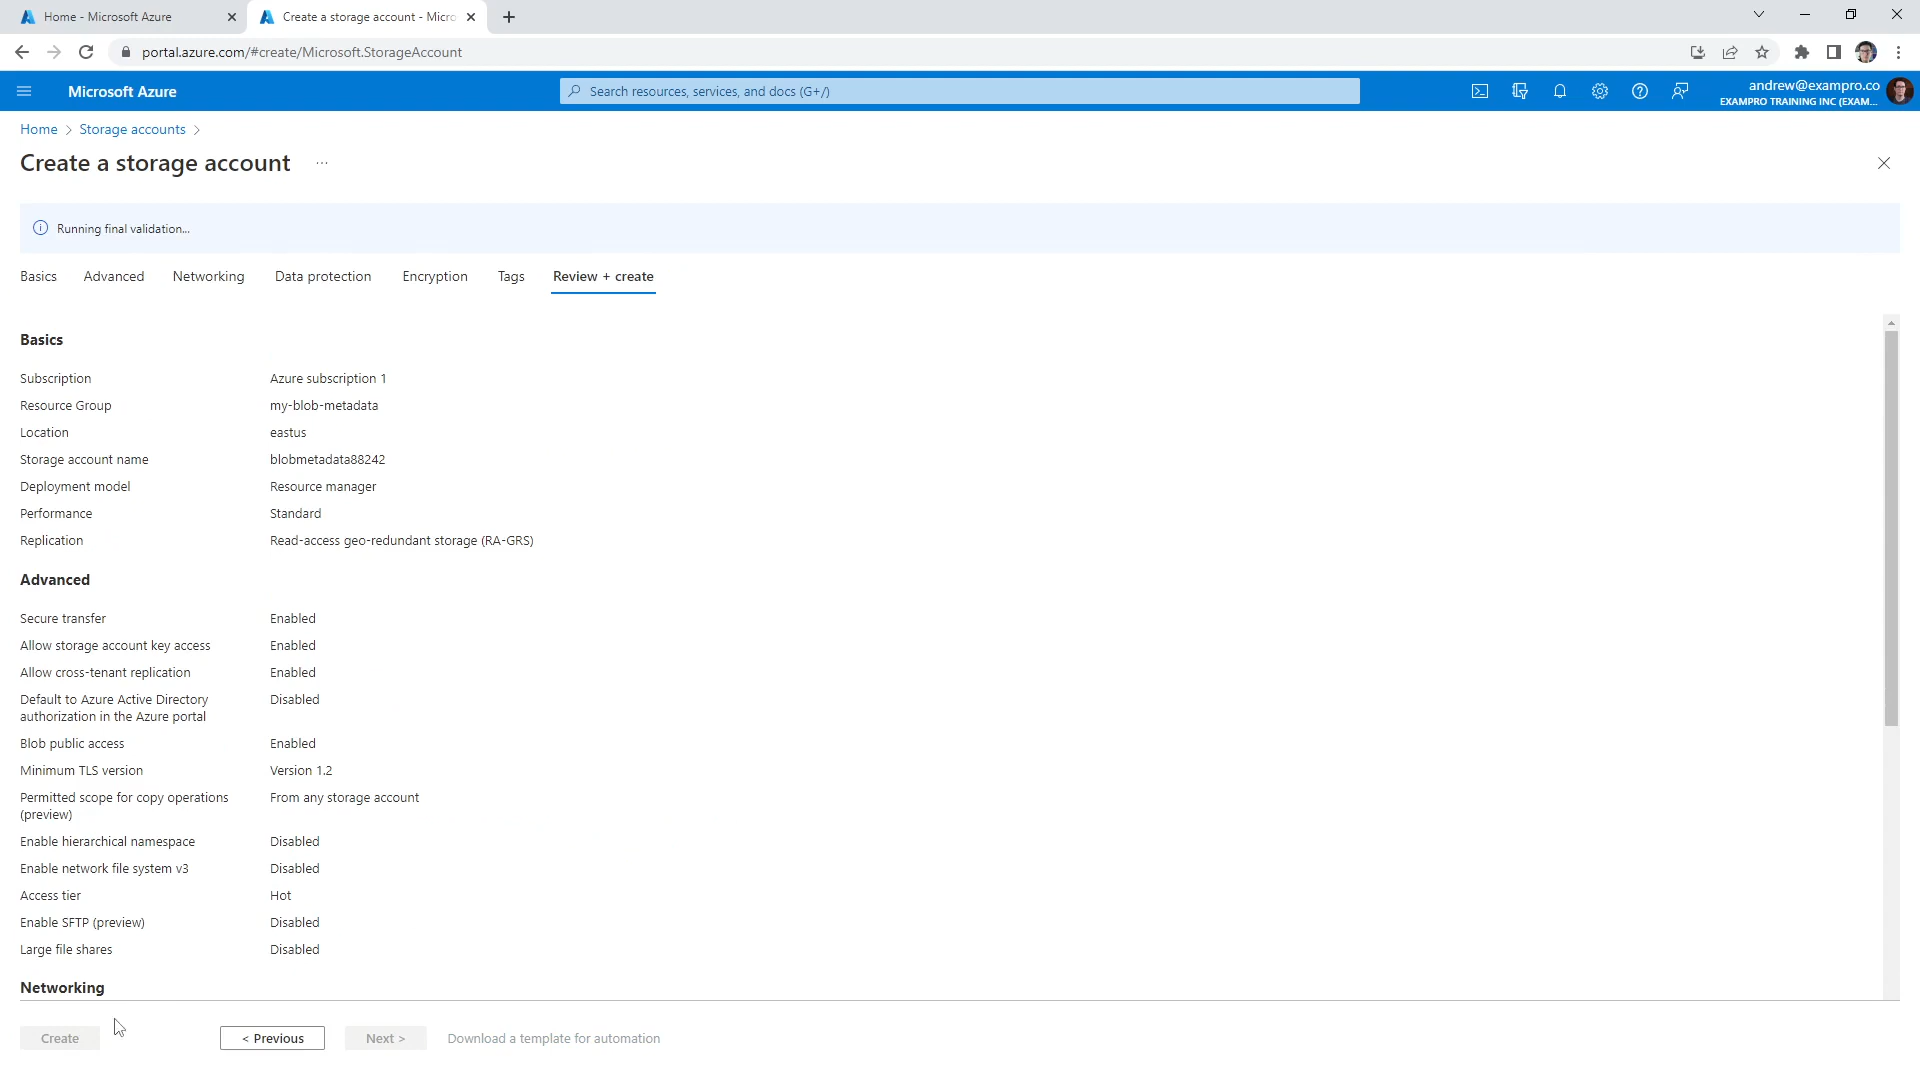 Home - Microsoft Azure
Create a storage account - Micro
portal.azure.com/#create/Microsoft.StorageAccount
Microsoft Azure
Search resources, services, and docs (G+/)
andrew@exampro.co
EXAMPRO TRAINING INC (EXAM...
Home > Storage accounts >
Create a storage account ...
Running final validation...
Basics Advanced Networking Data protection Encryption Tags Review + create
Basics
Subscription Azure subscription 1
Resource Group my-blob-metadata
Location eastus
Storage account name blobmetadata88242
Deployment model Resource manager
Performance Standard
Replication Read-access geo-redundant storage (RA-GRS)
Advanced
Secure transfer Enabled
Allow storage account key access Enabled
Allow cross-tenant replication Enabled
Default to Azure Active Directory Disabled
authorization in the Azure portal
Blob public access Enabled
Minimum TLS version Version 1.2
Permitted scope for copy operations From any storage account
(preview)
Enable hierarchical namespace Disabled
Enable network file system v3 Disabled
Access tier Hot
Enable SFTP (preview) Disabled
Large file shares Disabled
Networking
Create < Previous Next > Download a template for automation